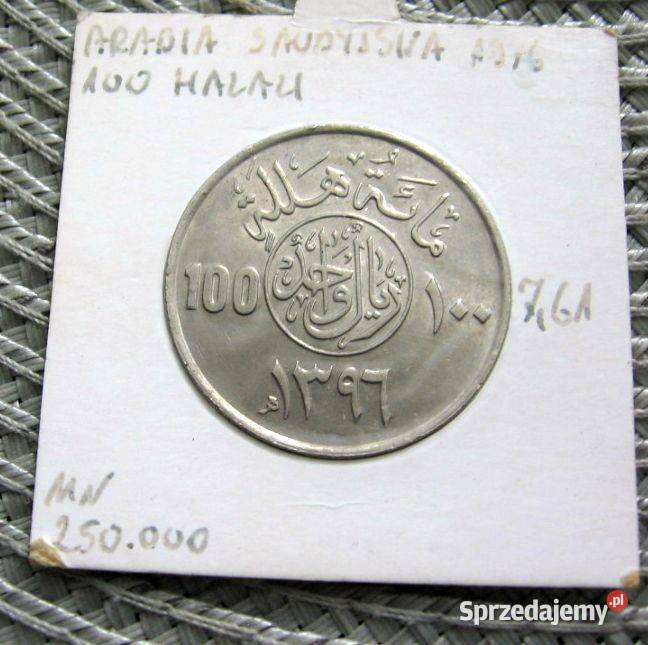 ARABIA SAUDYJSKA 1976
100 HALALI
مائة هللة
100
ريال واحد
١٠٠
١٣٩٦ ھ
7,61
MN
250.000
Sprzedajemy.pl